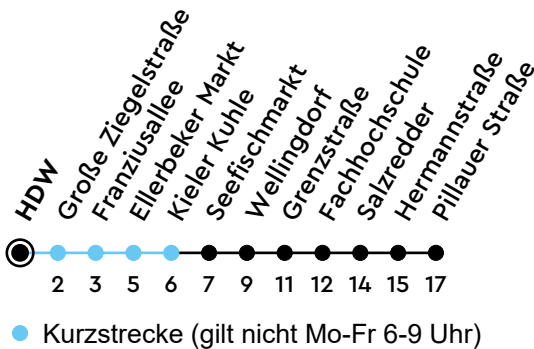 HDW
Große Ziegelstraße
Franziusallee
Ellerbeker Markt
Kieler Kuhle
Seefischmarkt
Wellingdorf
Grenzstraße
Fachhochschule
Salzredder
Hermannstraße
Pillauer Straße
2 3 5 6 7 9 11 12 14 15 17
Kurzstrecke (gilt nicht Mo-Fr 6-9 Uhr)